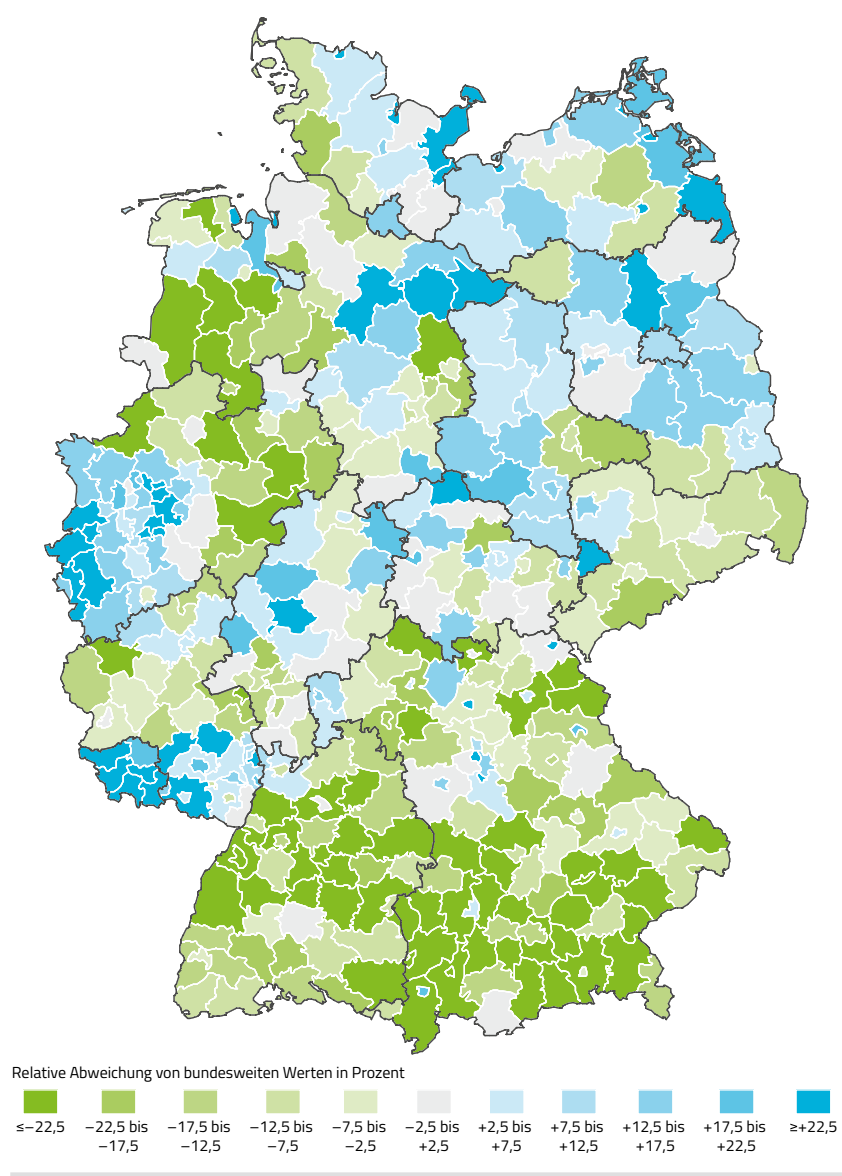 Relative Abweichung von bundesweiten Werten in Prozent
≤−22,5 −22,5 bis −17,5 bis −12,5 bis −7,5 bis −2,5 bis +2,5 bis +7,5 bis +12,5 bis +17,5 bis ≥+22,5
−17,5 −12,5 −7,5 −2,5 +2,5 +7,5 +12,5 +17,5 +22,5